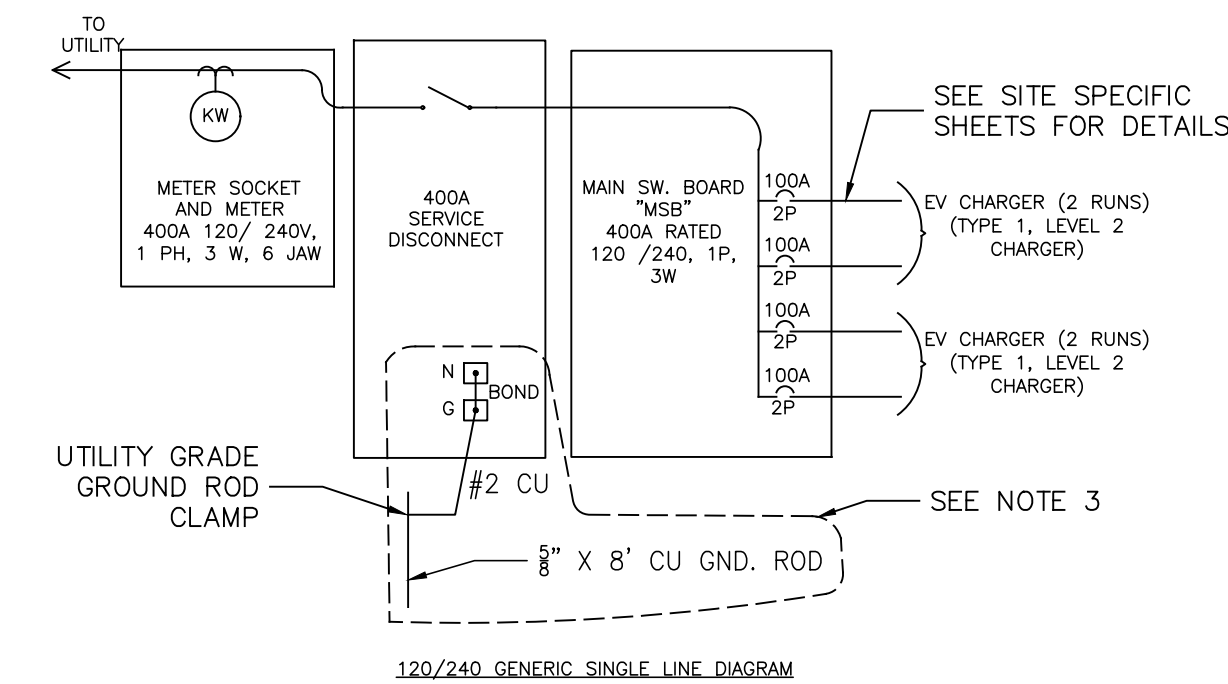 TO
UTILITY
KW
METER SOCKET
AND METER
400A 120/ 240V,
1 PH, 3 W, 6 JAW
400A
SERVICE
DISCONNECT
MAIN SW. BOARD
"MSB"
400A RATED
120 /240, 1P,
3W
100A
2P
100A
2P
100A
2P
100A
2P
SEE SITE SPECIFIC
SHEETS FOR DETAILS
EV CHARGER (2 RUNS)
(TYPE 1, LEVEL 2
CHARGER)
EV CHARGER (2 RUNS)
(TYPE 1, LEVEL 2
CHARGER)
N
BOND
G
UTILITY GRADE
GROUND ROD
CLAMP
#2 CU
SEE NOTE 3
5/8" X 8' CU GND. ROD
120/240 GENERIC SINGLE LINE DIAGRAM